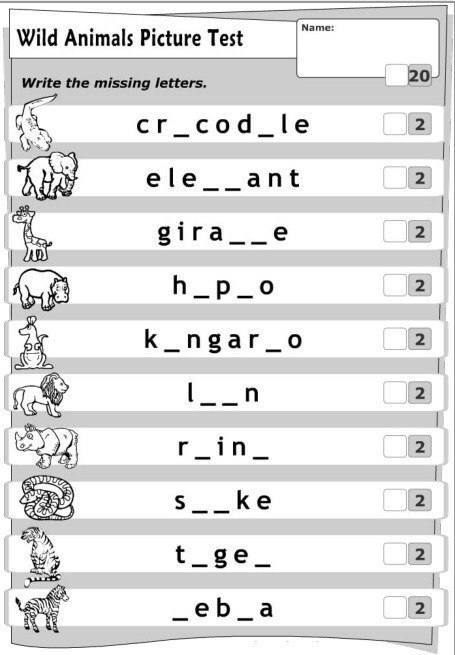 Wild Animals Picture Test
Name:
20
Write the missing letters.
cr_cod_le 2
ele__ant 2
gira__e 2
h_p_o 2
k_ngar_o 2
l__n 2
r_in_ 2
s__ke 2
t_ge_ 2
_eb_a 2